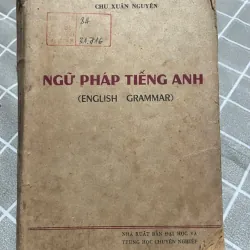 CHU XUÂN NGUYÊN
NGỮ PHÁP TIẾNG ANH
(ENGLISH GRAMMAR)
NHÀ XUẤT BẢN ĐẠI HỌC VÀ
TRUNG HỌC CHUYÊN NGHIỆP